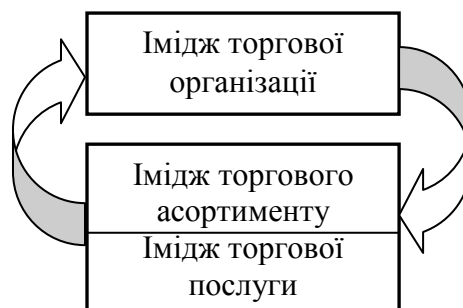 Імідж торгової
організації
Імідж торгового
асортименту
Імідж торгової
послуги